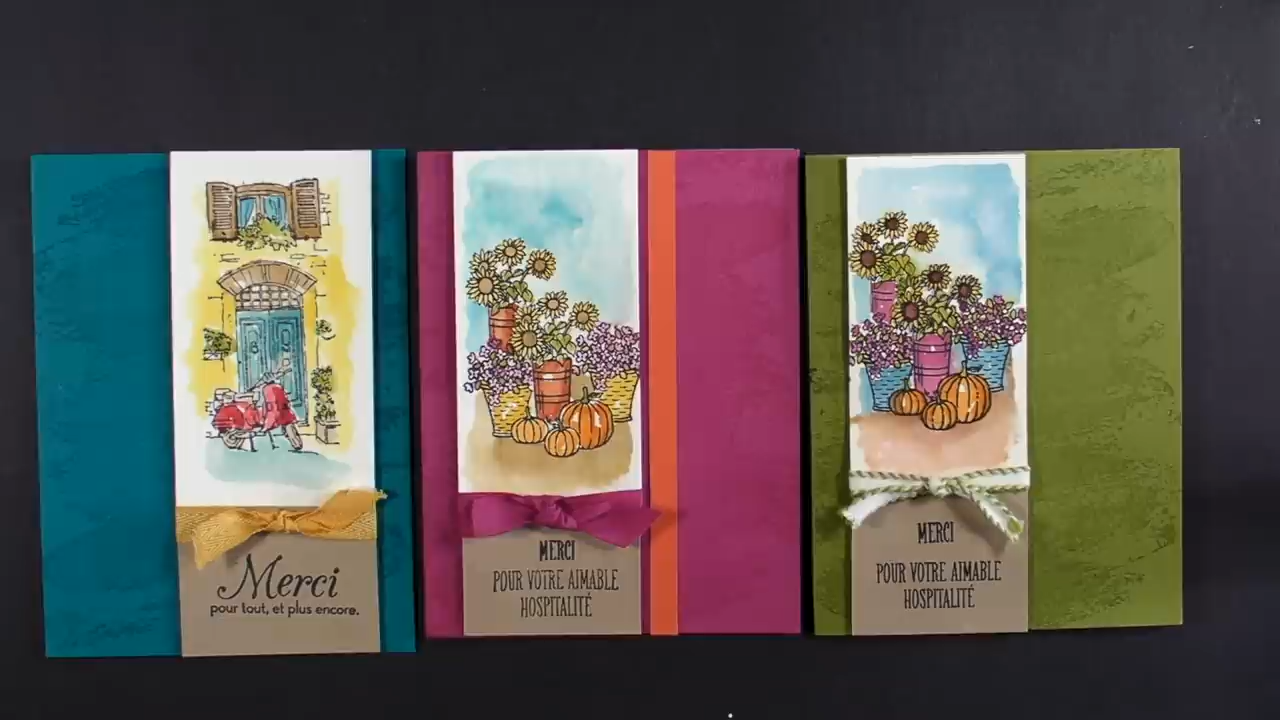 Merci
pour tout, et plus encore.
MERCI
POUR VOTRE AIMABLE
HOSPITALITÉ
MERCI
POUR VOTRE AIMABLE
HOSPITALITÉ